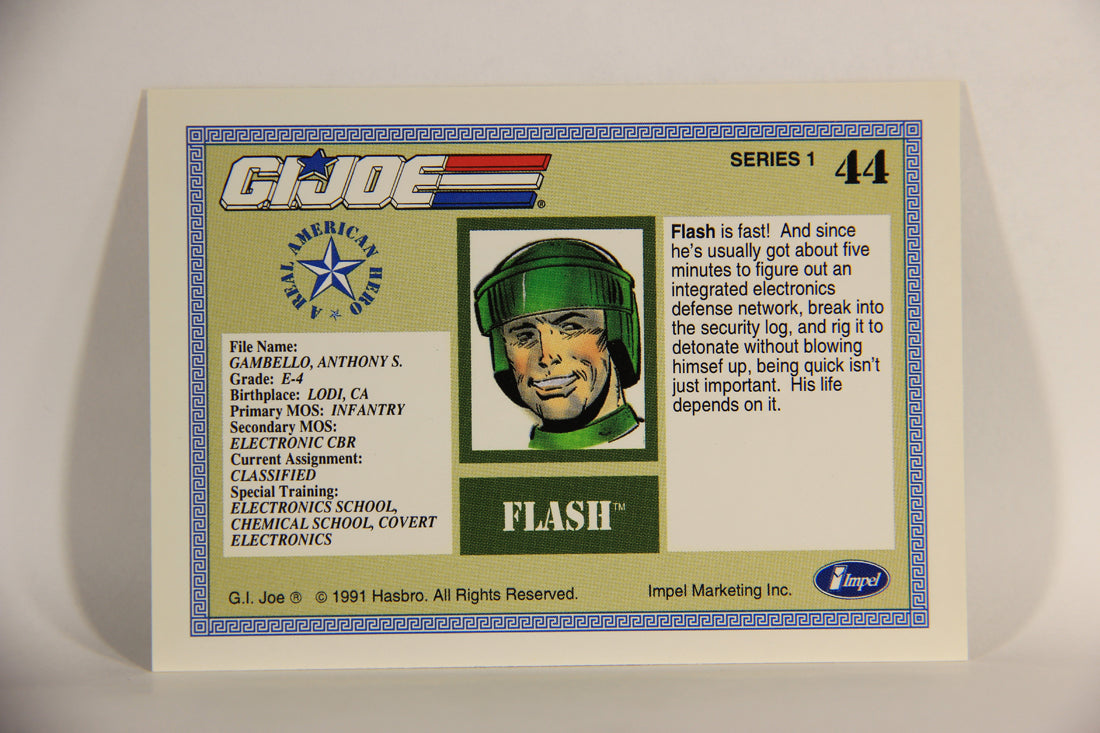 G.I.JOE®
SERIES 1 44
A REAL AMERICAN HERO
File Name:
GAMBELLO, ANTHONY S.
Grade: E-4
Birthplace: LODI, CA
Primary MOS: INFANTRY
Secondary MOS:
ELECTRONIC CBR
Current Assignment:
CLASSIFIED
Special Training:
ELECTRONICS SCHOOL,
CHEMICAL SCHOOL, COVERT
ELECTRONICS
FLASH™
Flash is fast! And since
he's usually got about five
minutes to figure out an
integrated electronics
defense network, break into
the security log, and rig it to
detonate without blowing
himsef up, being quick isn't
just important. His life
depends on it.
G.I. Joe ® © 1991 Hasbro. All Rights Reserved.
Impel Marketing Inc.
Impel